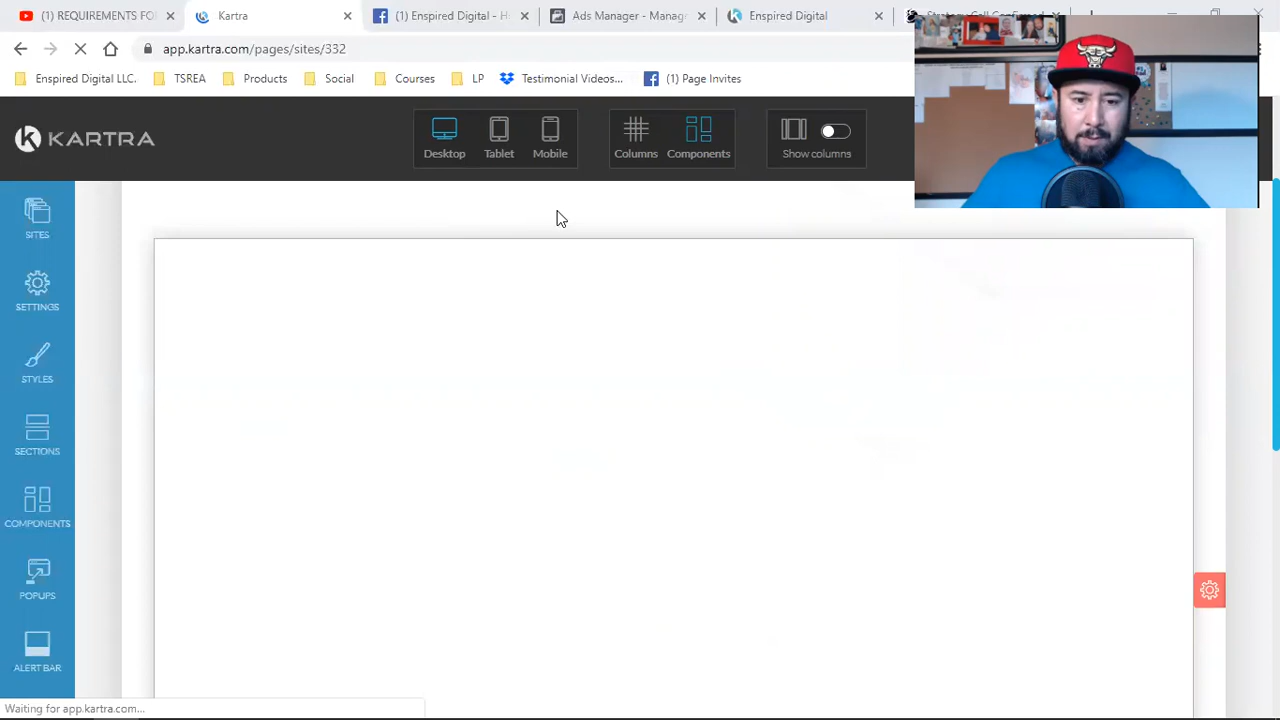 (1) REQUIREMENTS FO
Kartra
(1) Enspired Digital - H
Ads Manager - Manag
Enspired Digital
app.kartra.com/pages/sites/332
Enspired Digital LLC.
TSREA
Courses
LP
Testimonial Videos...
(1) Page Invites
KARTRA
Desktop
Tablet
Mobile
Columns
Components
Show columns
SITES
SETTINGS
STYLES
SECTIONS
COMPONENTS
POPUPS
ALERT BAR
Waiting for app.kartra.com...